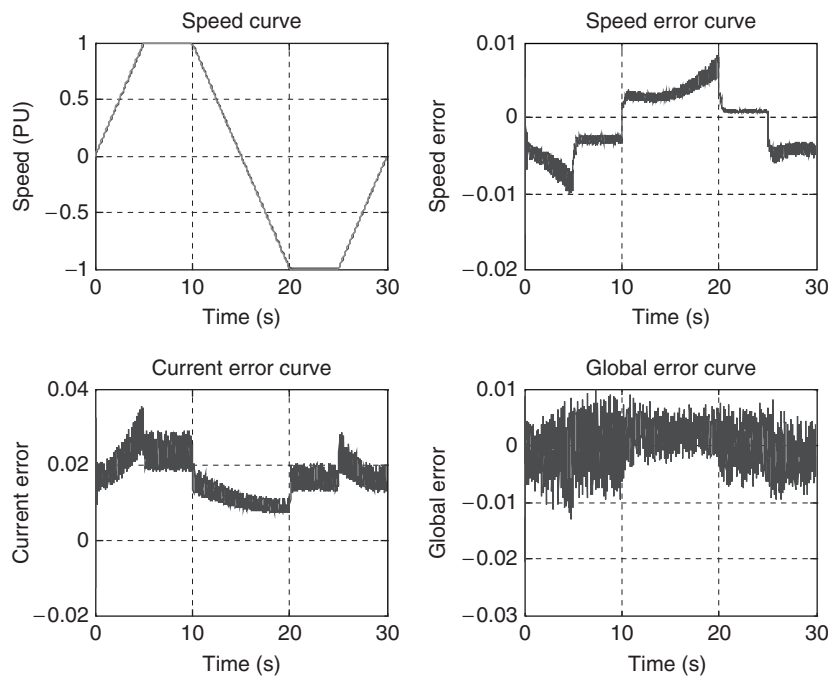 Speed curve
1
0.5
0
−0.5
−1
Speed (PU)
0 10 20 30
Time (s)
Speed error curve
0.01
0
−0.01
−0.02
Speed error
0 10 20 30
Time (s)
Current error curve
0.04
0.02
0
−0.02
Current error
0 10 20 30
Time (s)
Global error curve
0.01
0
−0.01
−0.02
−0.03
Global error
0 10 20 30
Time (s)